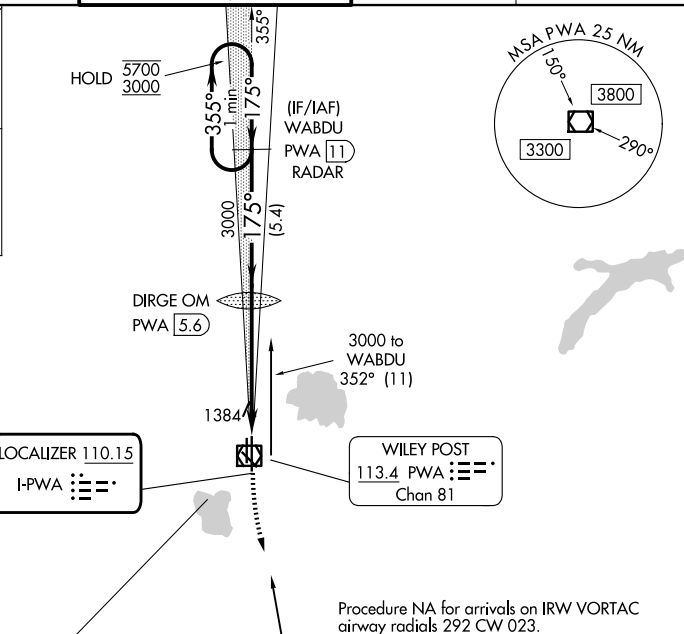 355°
HOLD 5700
3000
355°
1 min
175°
(IF/IAF)
WABDU
PWA 11
RADAR
MSA PWA 25 NM
150°
3800
3300
290°
3000
175°
(5.4)
DIRGE OM
PWA 5.6
3000 to
WABDU
352° (11)
1384
LOCALIZER 110.15
I-PWA
WILEY POST
113.4 PWA
Chan 81
Procedure NA for arrivals on IRW VORTAC
airway radials 292 CW 023.